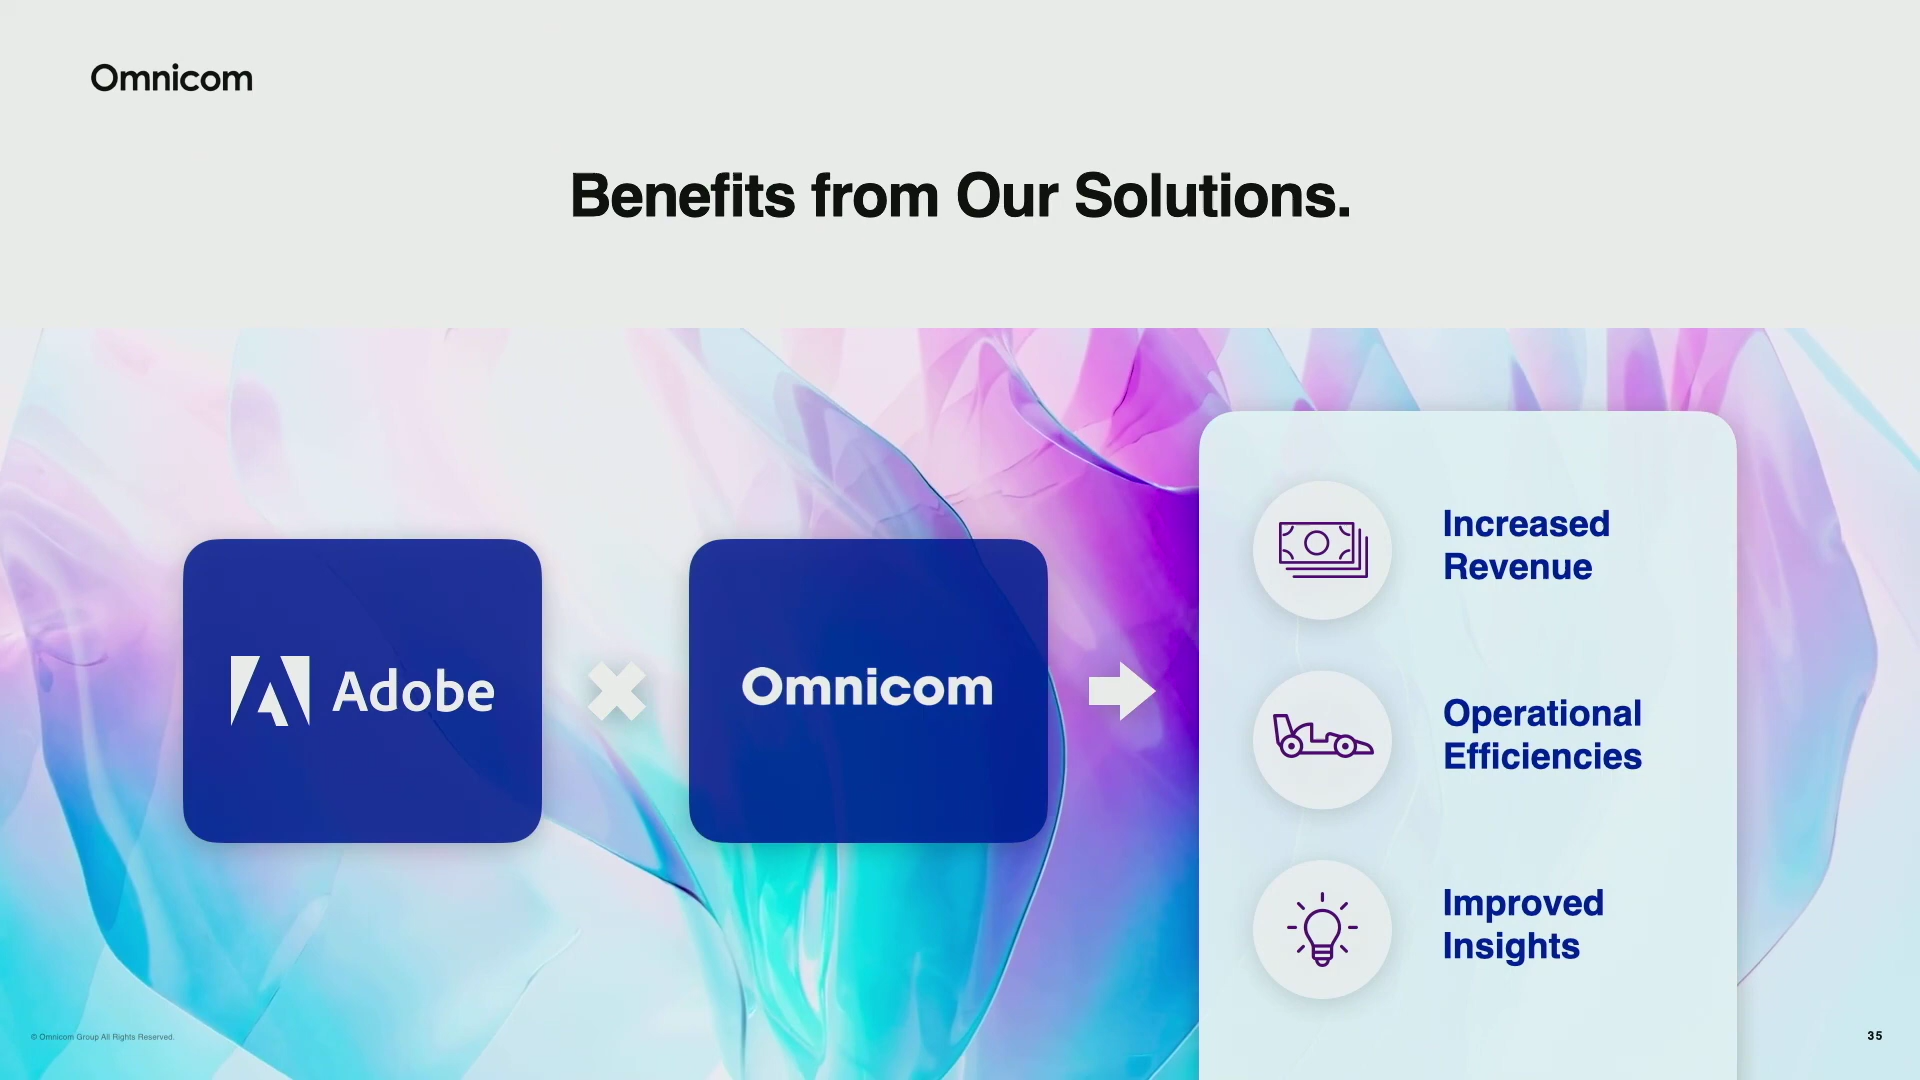 Omnicom
Benefits from Our Solutions.
Adobe
Omnicom
Increased
Revenue
Operational
Efficiencies
Improved
Insights
© Omnicom Group All Rights Reserved.
35